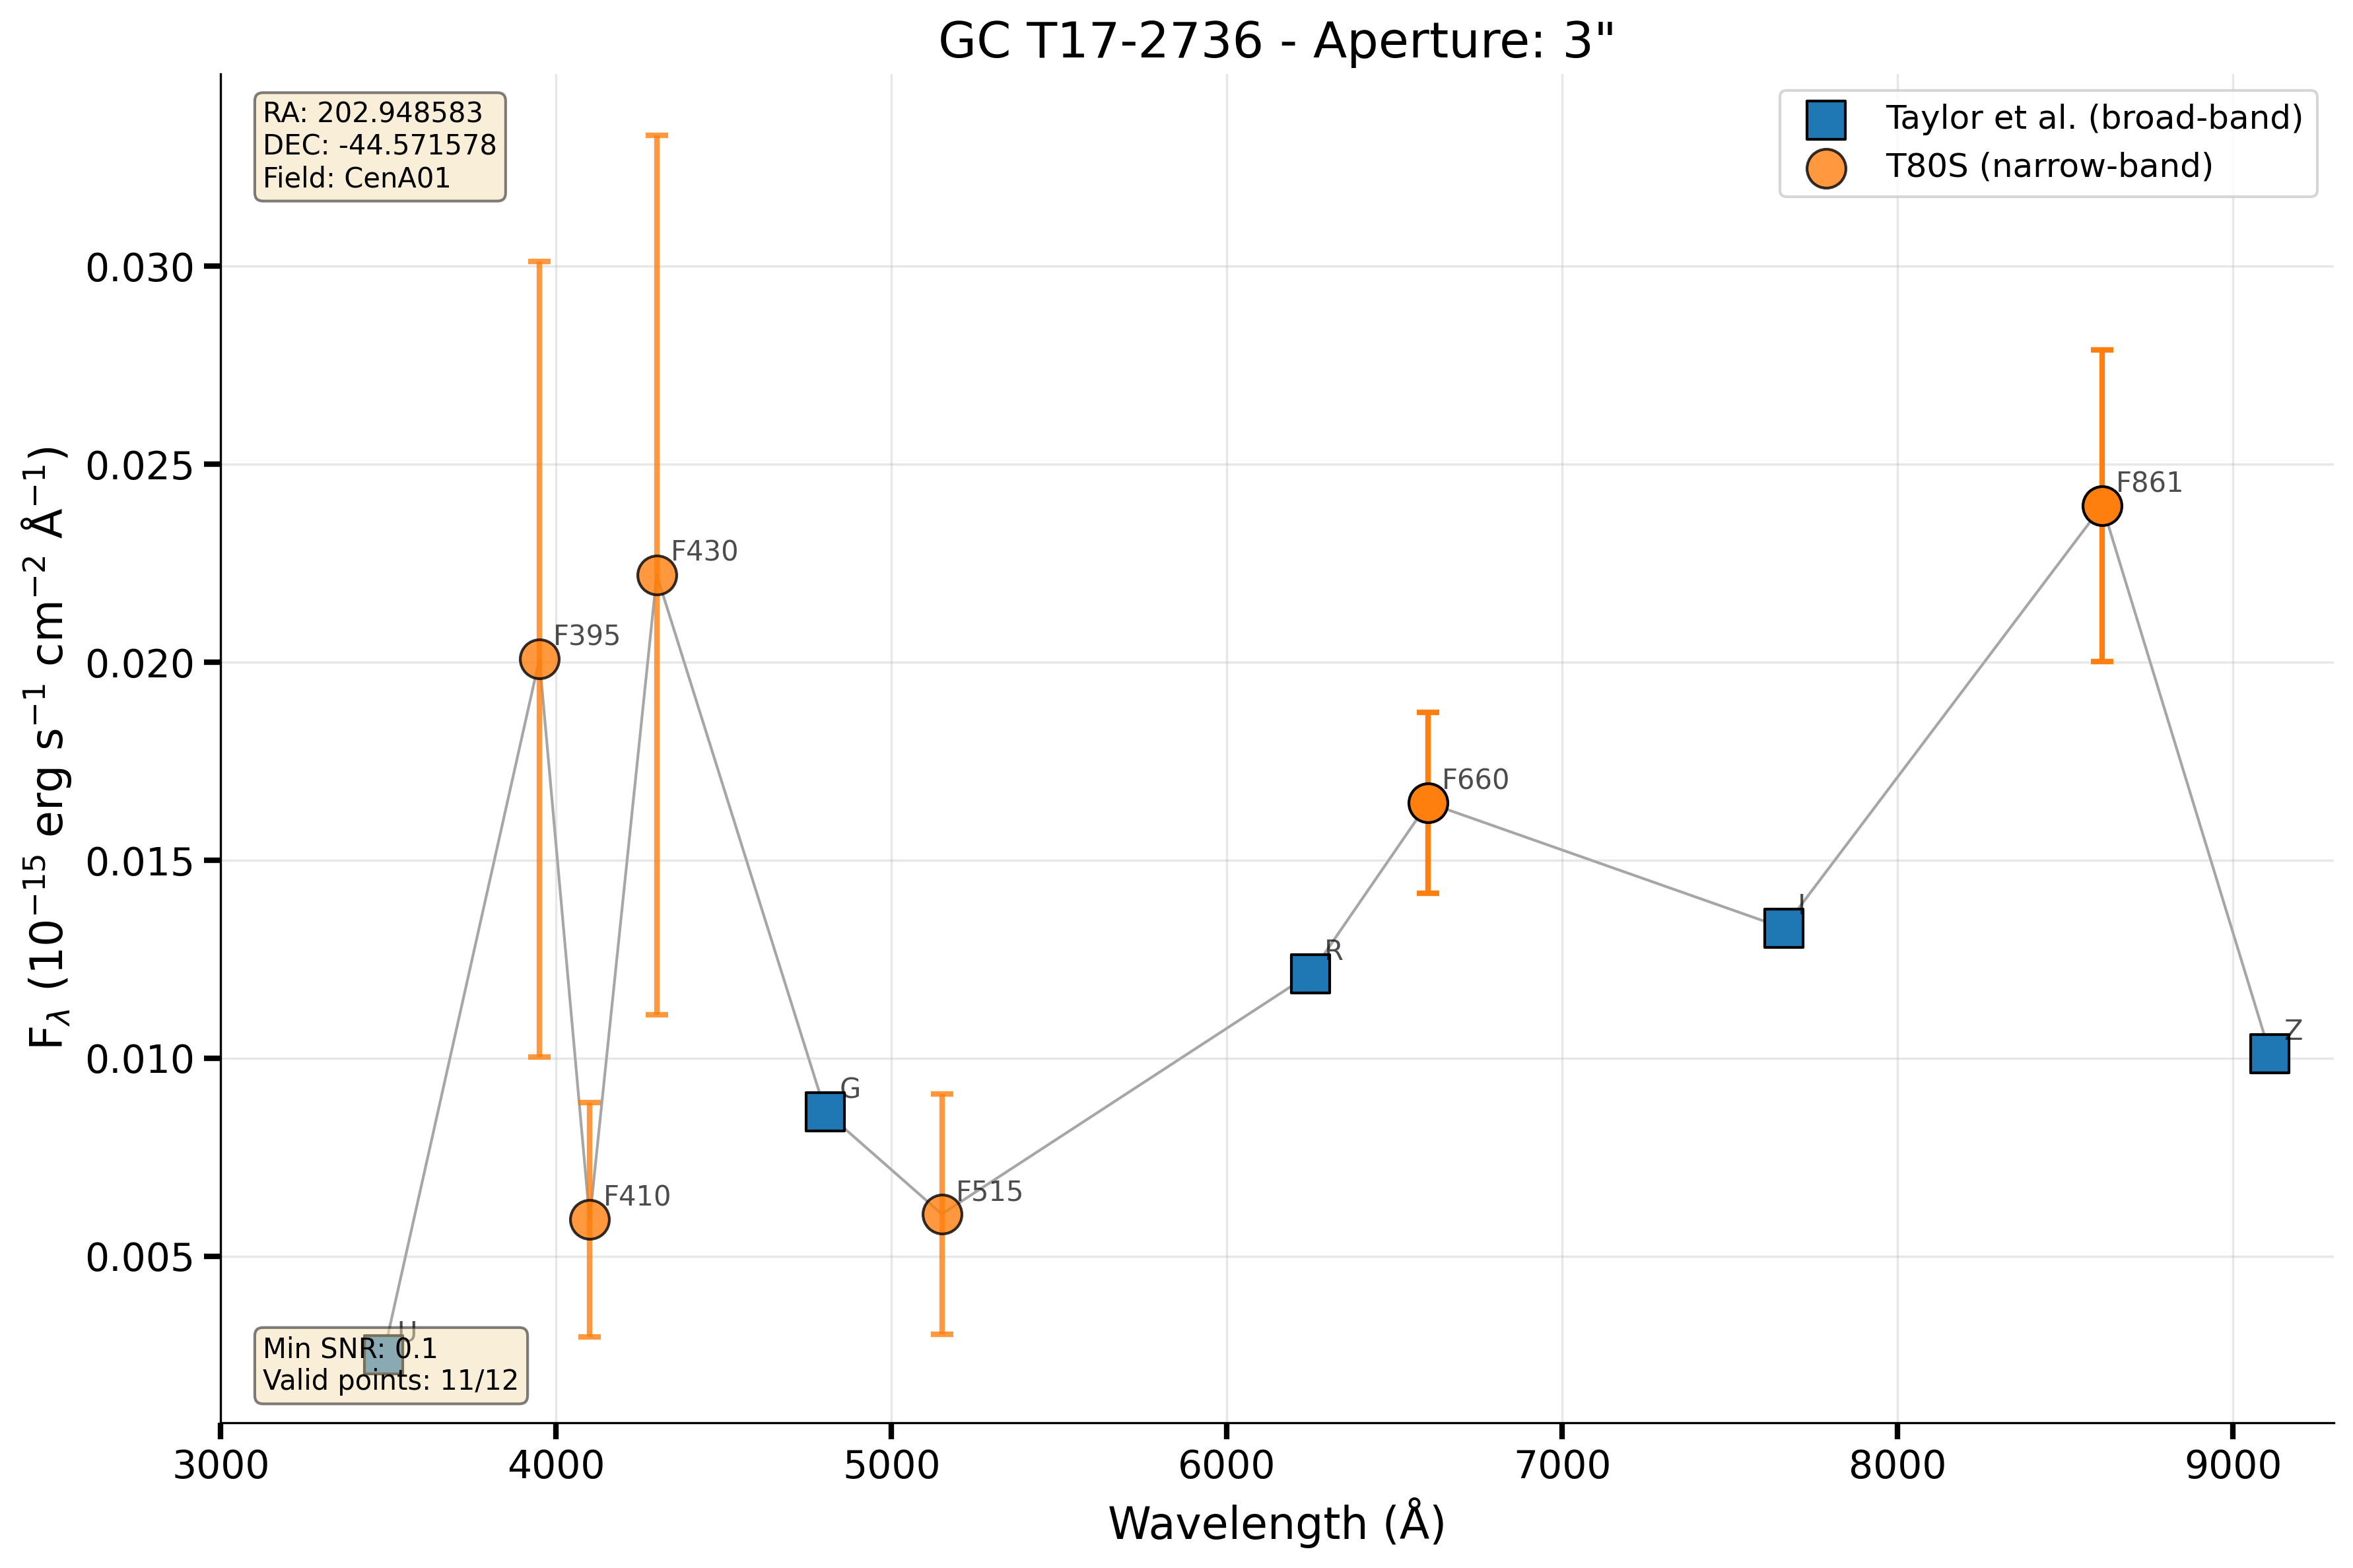 GC T17-2736 - Aperture: 3"
RA: 202.948583
DEC: -44.571578
Field: CenA01
Taylor et al. (broad-band)
T80S (narrow-band)
F$_{\lambda}$ (10$^{-15}$ erg s$^{-1}$ cm$^{-2}$ Å$^{-1}$)
0.030
0.025
0.020
0.015
0.010
0.005
F395
F430
F410
G
F515
R
F660
I
F861
Z
U
Min SNR: 0.1
Valid points: 11/12
3000 4000 5000 6000 7000 8000 9000
Wavelength (Å)